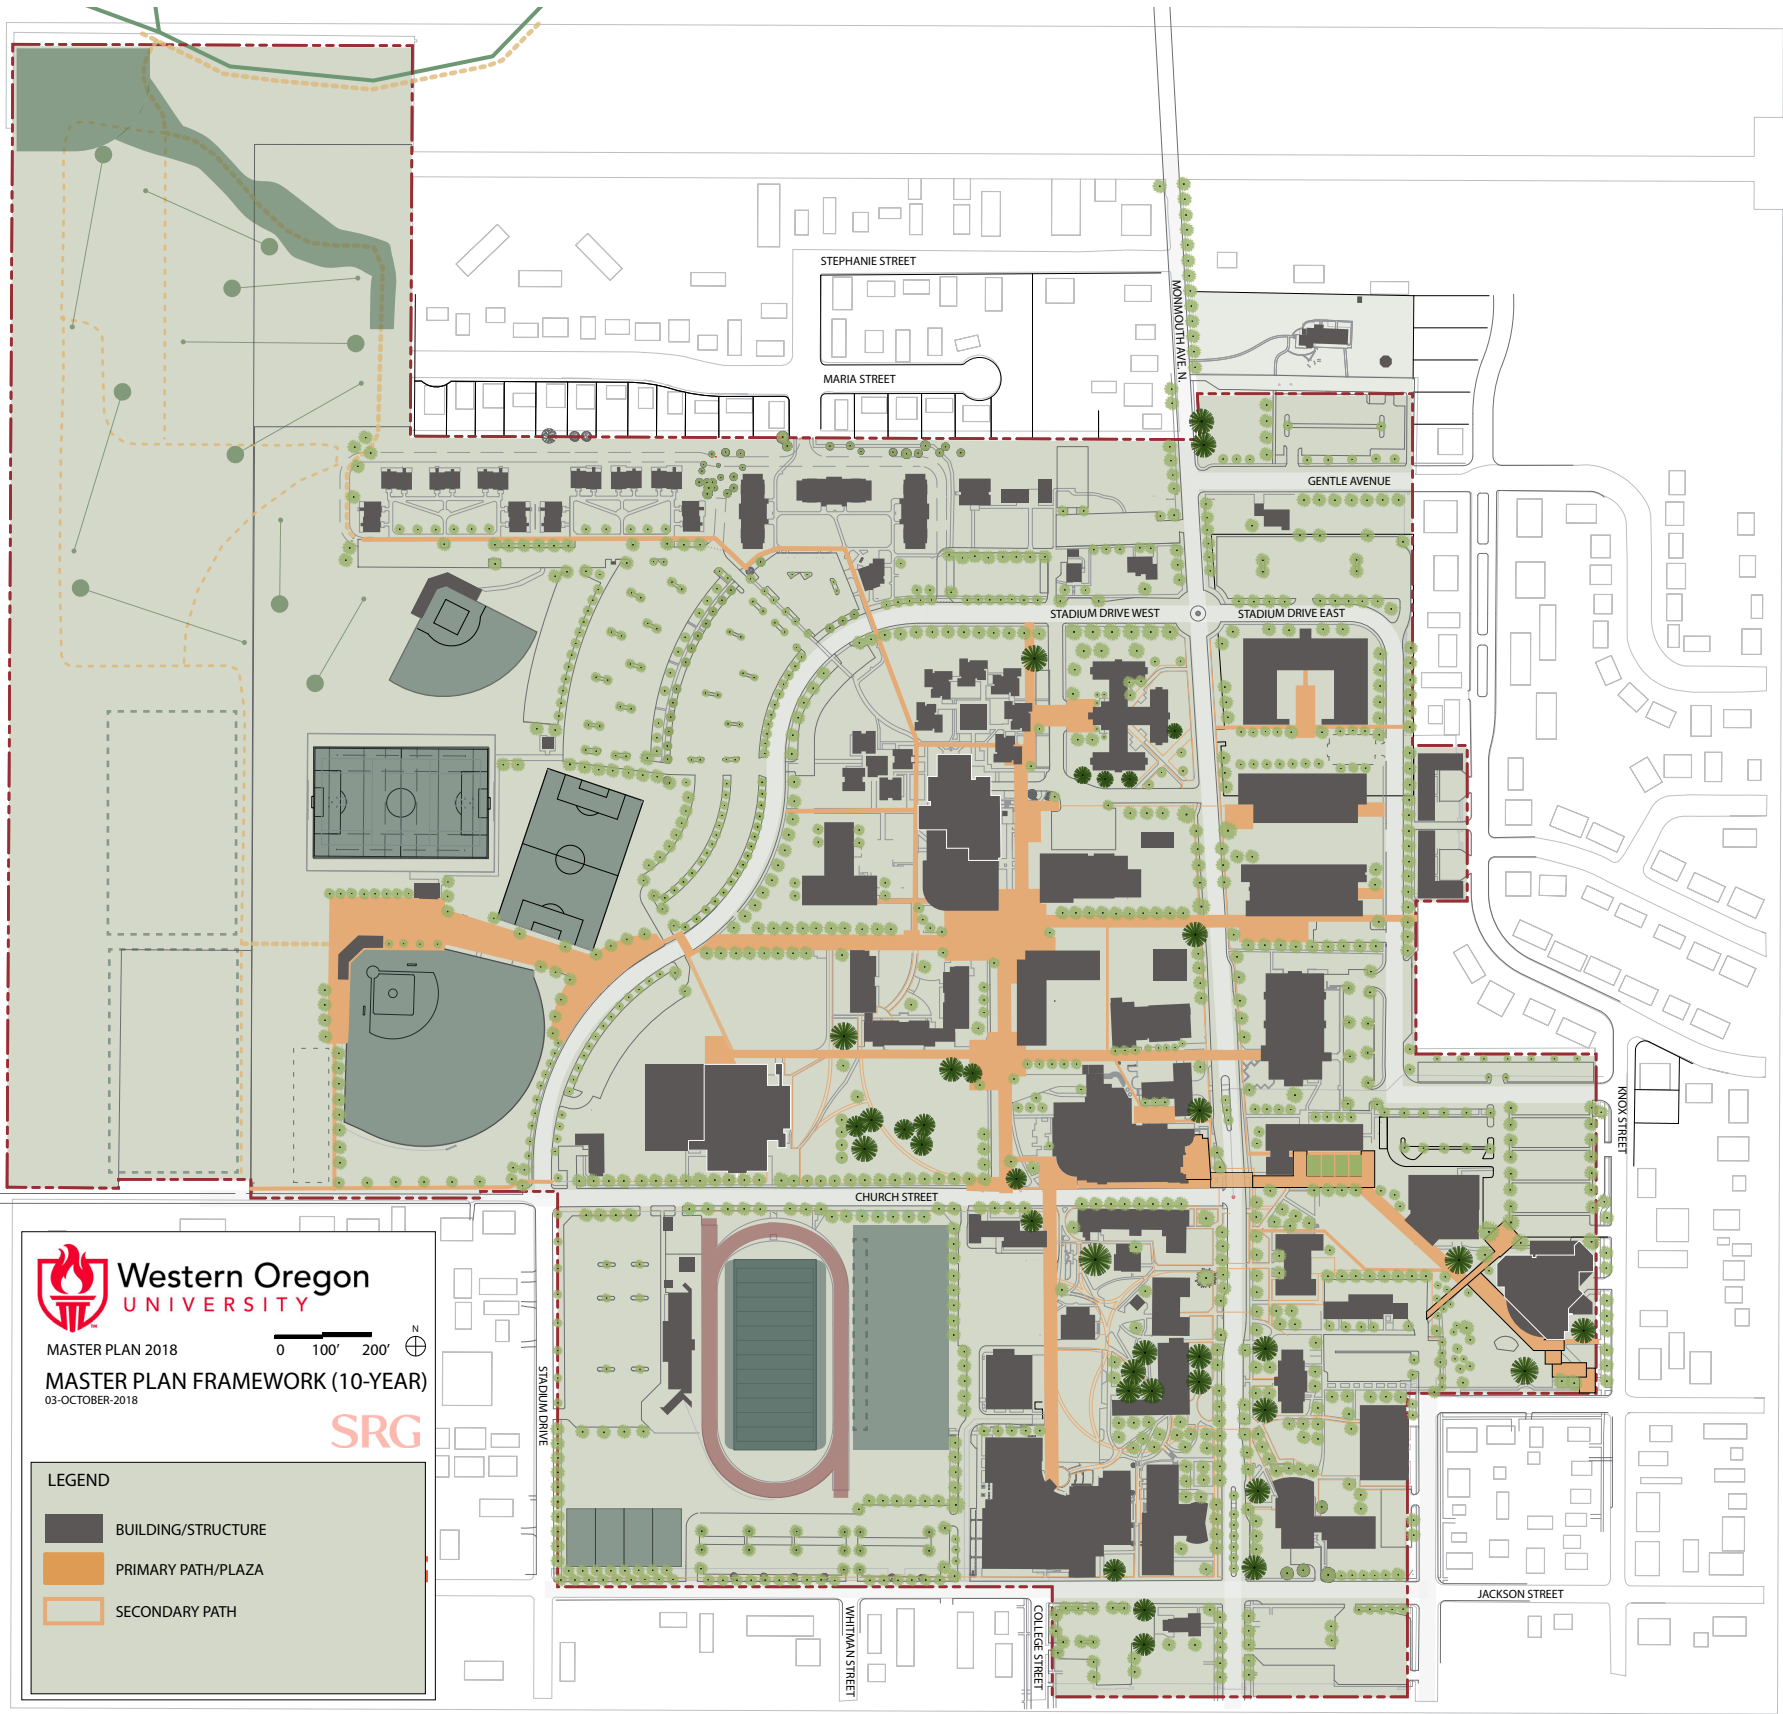 STEPHANIE STREET
MONMOUTH AVE. N.
MARIA STREET
GENTLE AVENUE
STADIUM DRIVE WEST
STADIUM DRIVE EAST
KNOX STREET
CHURCH STREET
Western Oregon
UNIVERSITY
TM
MASTER PLAN 2018
0 100' 200'
N
MASTER PLAN FRAMEWORK (10-YEAR)
03-OCTOBER-2018
SRG
STADIUM DRIVE
LEGEND
BUILDING/STRUCTURE
PRIMARY PATH/PLAZA
SECONDARY PATH
JACKSON STREET
WHITMAN STREET
COLLEGE STREET